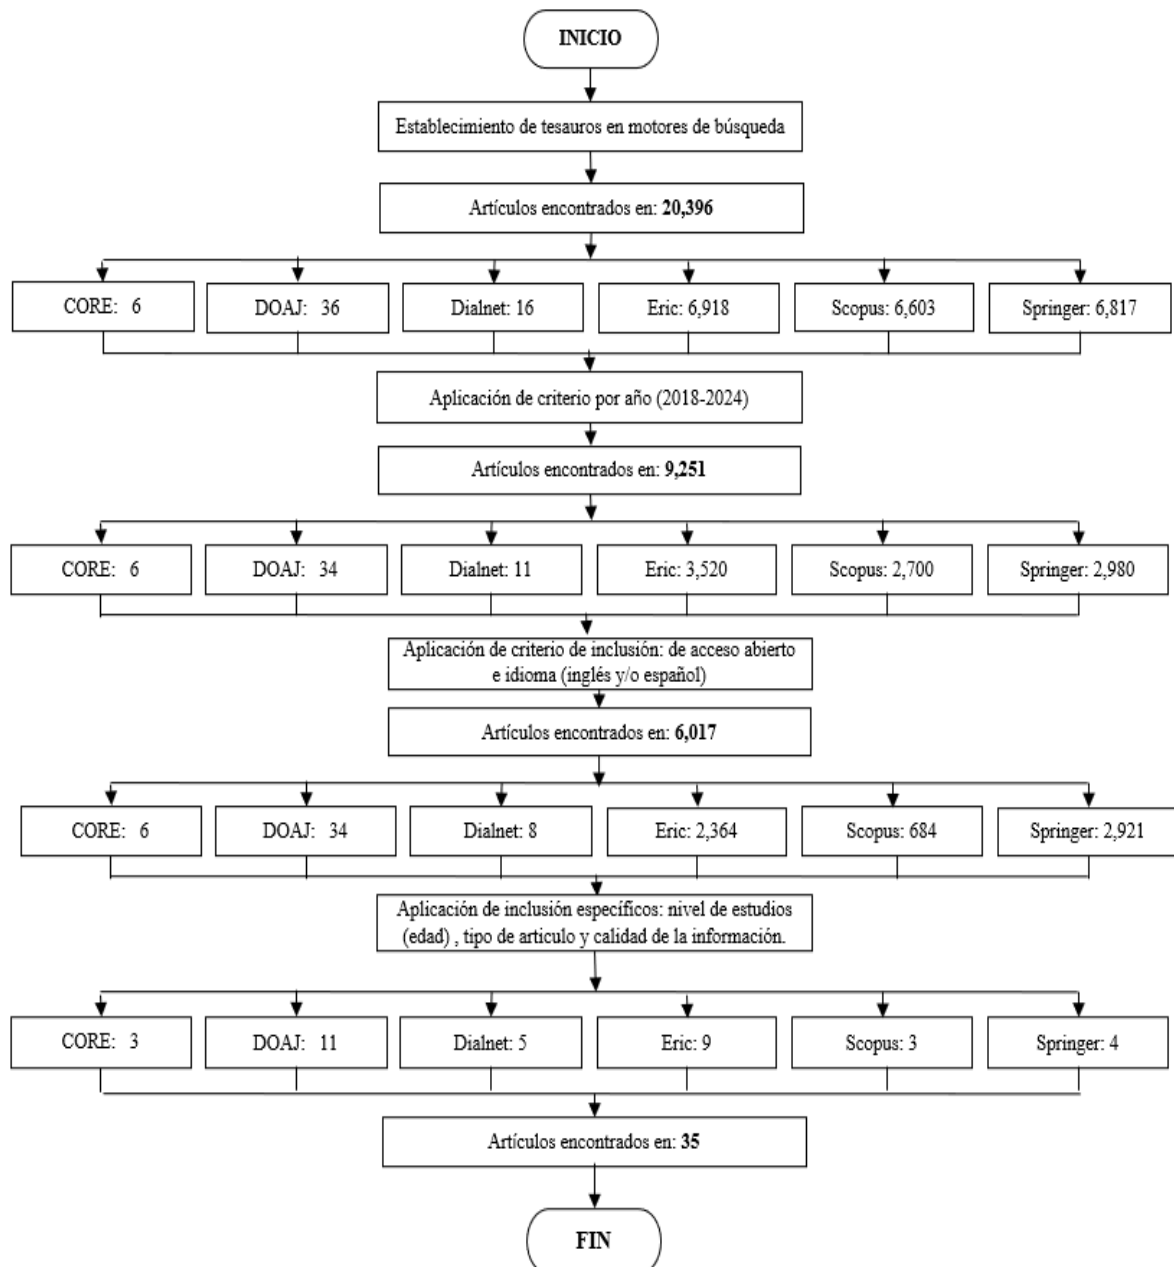 INICIO
Establecimiento de tesauros en motores de búsqueda
Artículos encontrados en: 20,396
CORE: 6
DOAJ: 36
Dialnet: 16
Eric: 6,918
Scopus: 6,603
Springer: 6,817
Aplicación de criterio por año (2018-2024)
Artículos encontrados en: 9,251
CORE: 6
DOAJ: 34
Dialnet: 11
Eric: 3,520
Scopus: 2,700
Springer: 2,980
Aplicación de criterio de inclusión: de acceso abierto
e idioma (inglés y/o español)
Artículos encontrados en: 6,017
CORE: 6
DOAJ: 34
Dialnet: 8
Eric: 2,364
Scopus: 684
Springer: 2,921
Aplicación de inclusión específicos: nivel de estudios
(edad) , tipo de articulo y calidad de la información.
CORE: 3
DOAJ: 11
Dialnet: 5
Eric: 9
Scopus: 3
Springer: 4
Artículos encontrados en: 35
FIN